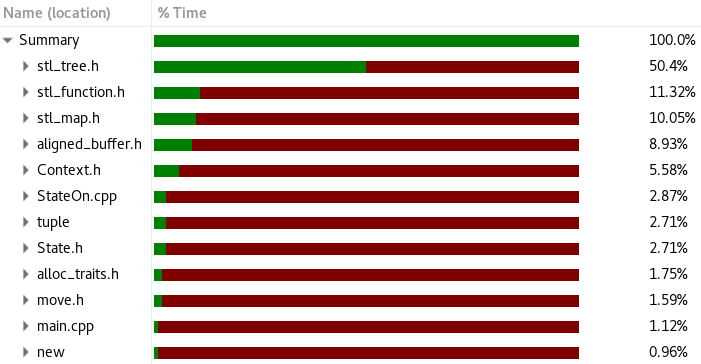 Name (location) % Time
Summary 100.0%
stl_tree.h 50.4%
stl_function.h 11.32%
stl_map.h 10.05%
aligned_buffer.h 8.93%
Context.h 5.58%
StateOn.cpp 2.87%
tuple 2.71%
State.h 2.71%
alloc_traits.h 1.75%
move.h 1.59%
main.cpp 1.12%
new 0.96%